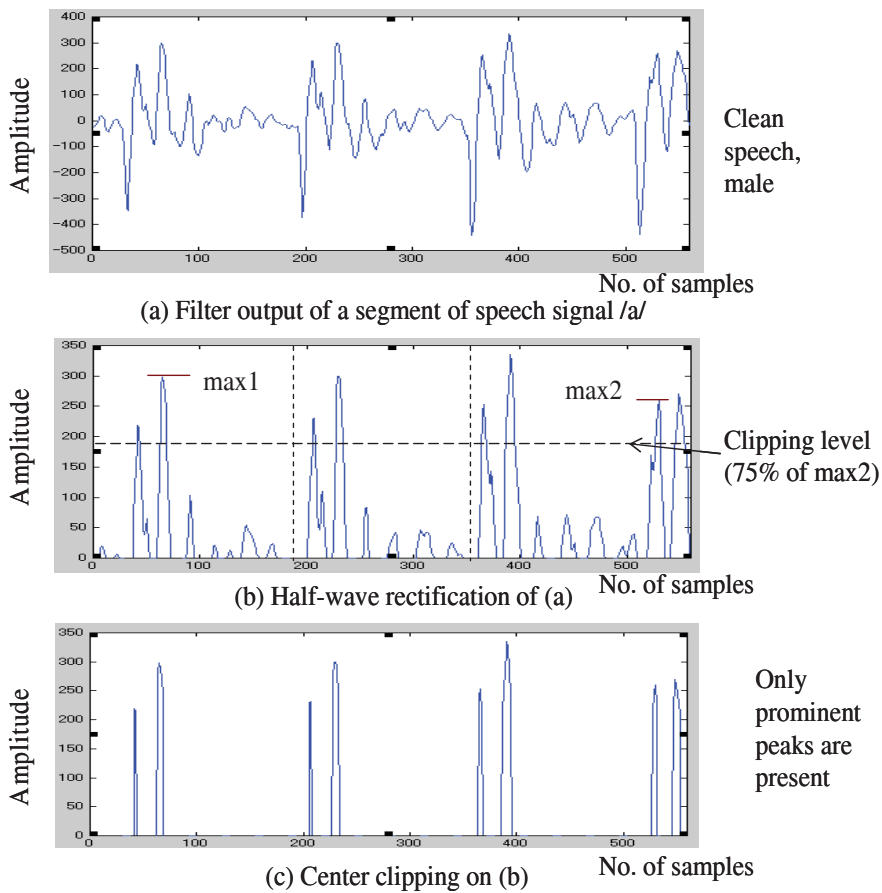 400
300
200
100
0
-100
-200
-300
-400
-500
0
100
200
300
400
500
Amplitude
Clean
speech,
male
No. of samples
(a) Filter output of a segment of speech signal /a/
350
300
250
200
150
100
50
0
0
100
200
300
400
500
Amplitude
max1
max2
Clipping level
(75% of max2)
No. of samples
(b) Half-wave rectification of (a)
350
300
250
200
150
100
50
0
0
100
200
300
400
500
Amplitude
Only
prominent
peaks are
present
No. of samples
(c) Center clipping on (b)